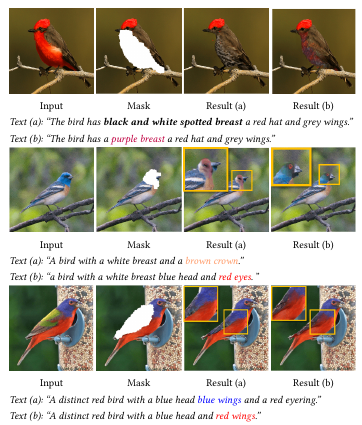 Input Mask Result (a) Result (b)
Text (a): "The bird has black and white spotted breast a red hat and grey wings."
Text (b): "The bird has a purple breast a red hat and grey wings."
Input Mask Result (a) Result (b)
Text (a): "A bird with a white breast and a brown crown."
Text (b): "a bird with a white breast blue head and red eyes."
Input Mask Result (a) Result (b)
Text (a): "A distinct red bird with a blue head blue wings and a red eyering."
Text (b): "A distinct red bird with a blue head and red wings."